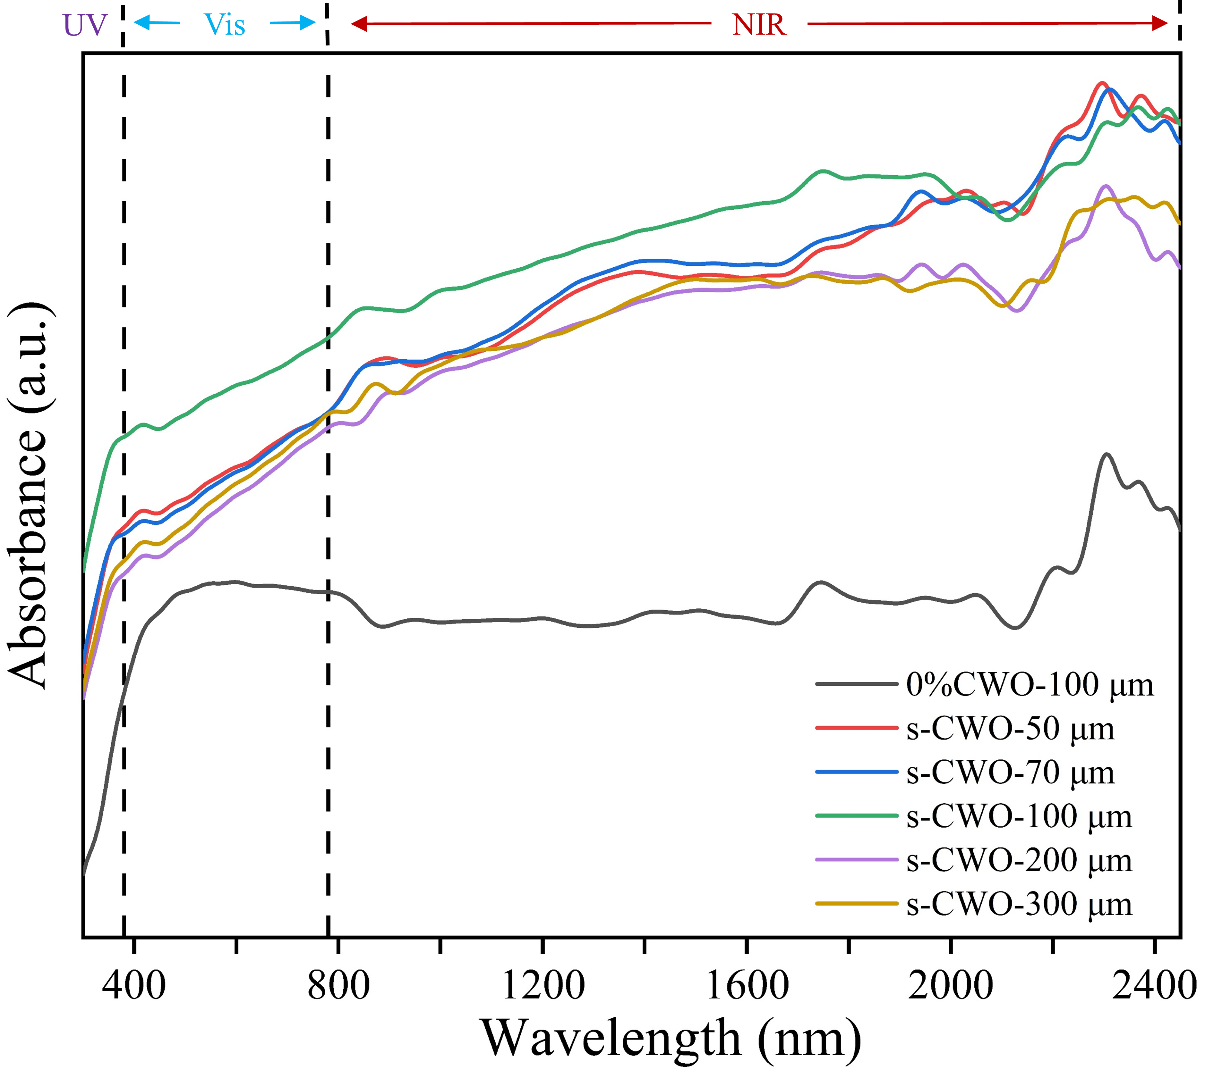 UV Vis NIR
Absorbance (a.u.)
0%CWO-100 μm
s-CWO-50 μm
s-CWO-70 μm
s-CWO-100 μm
s-CWO-200 μm
s-CWO-300 μm
400 800 1200 1600 2000 2400
Wavelength (nm)